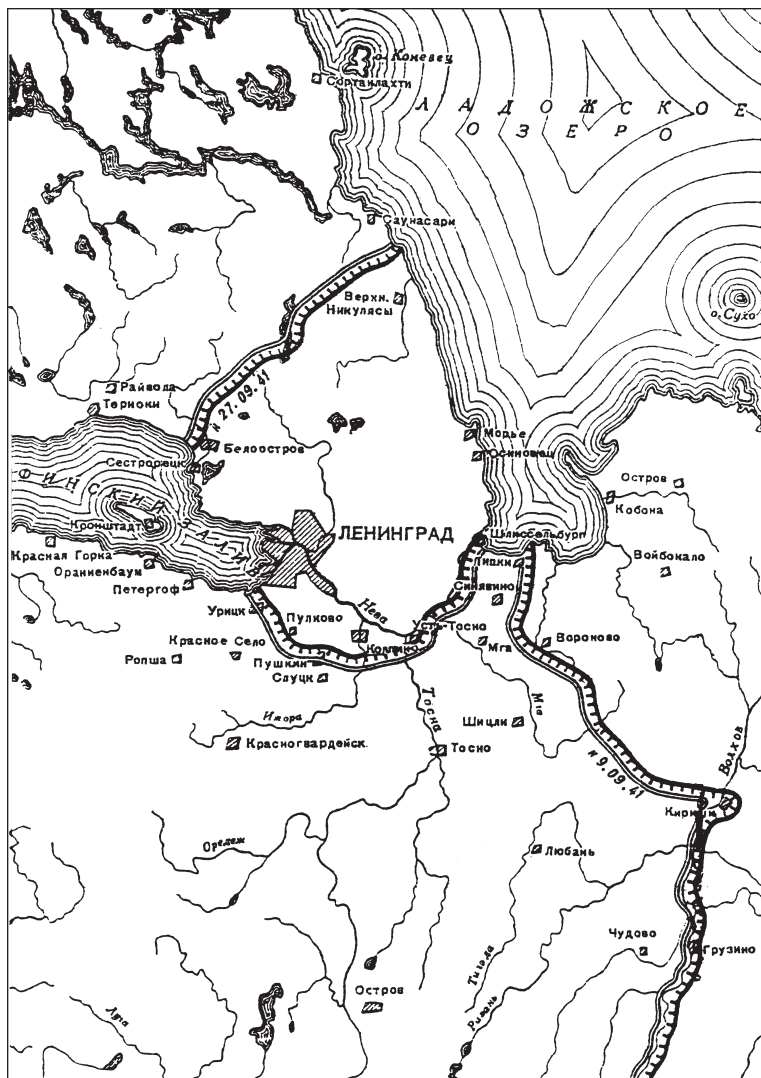 о. Коневец
Сортанлахти
ЛАДОЖСКОЕ
ОЗЕРО
Саунасари
Верхн.
Никулясы
о. Сухо
Райвола
Териоки
к 27.09.41
Белоостров
Сестрорецк
Морье
Осиновец
Остров
Кобона
ФИНСКИЙ ЗАЛИВ
Кронштадт
ЛЕНИНГРАД
Шлиссельбург
Красная Горка
Ораниенбаум
Липки
Войбокало
Петергоф
Синявино
Нева
Урицк
Пулково
Усть-Тосно
Вороново
Красное Село
Колпино
Мга
Ропша
Пушкин
Слуцк
Тосна
Мга
Ижора
Шицли
Красногвардейск.
Тосно
Волхов
к 9.09.41
Кириши
Оредеж
Любань
Чудово
Грузино
Тигода
Остров
Равань
Луга